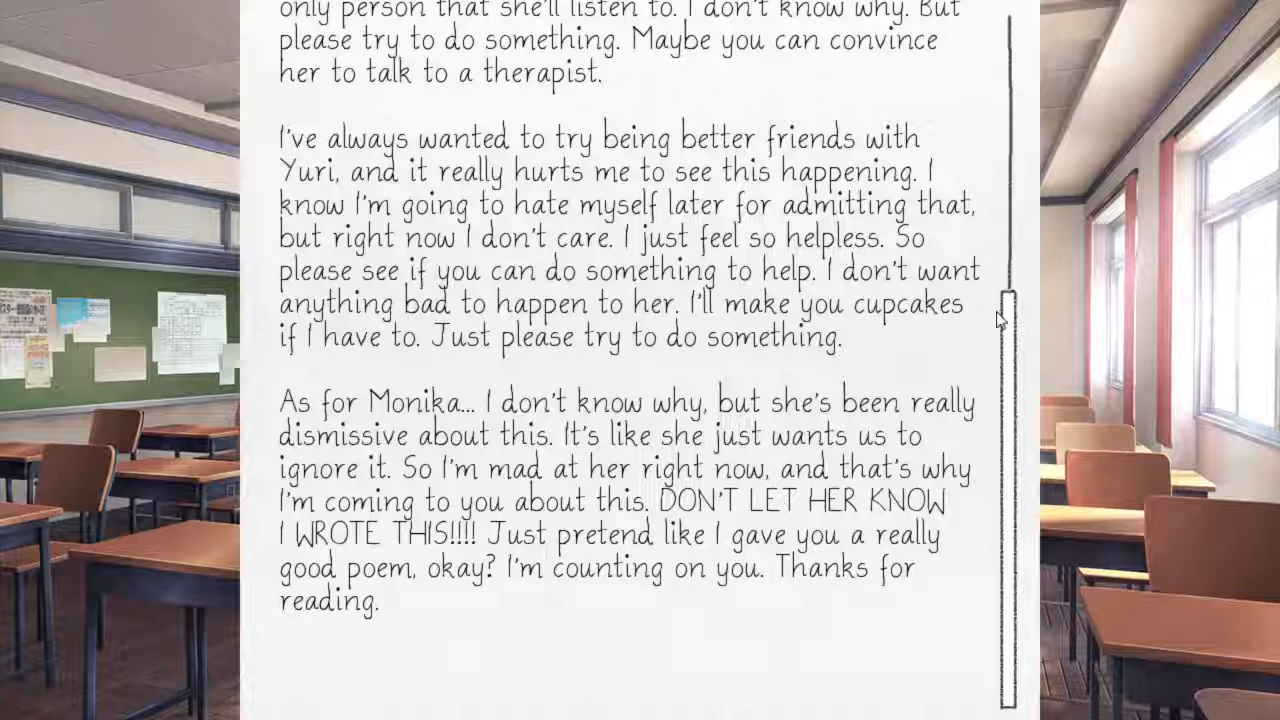 only person that she'll listen to. I don't know why. But
please try to do something. Maybe you can convince
her to talk to a therapist.
I've always wanted to try being better friends with
Yuri, and it really hurts me to see this happening. I
know I'm going to hate myself later for admitting that,
but right now I don't care. I just feel so helpless. So
please see if you can do something to help. I don't want
anything bad to happen to her. I'll make you cupcakes
if I have to. Just please try to do something.
As for Monika... I don't know why, but she's been really
dismissive about this. It's like she just wants us to
ignore it. So I'm mad at her right now, and that's why
I'm coming to you about this. DON'T LET HER KNOW
I WROTE THIS!!!! Just pretend like I gave you a really
good poem, okay? I'm counting on you. Thanks for
reading.